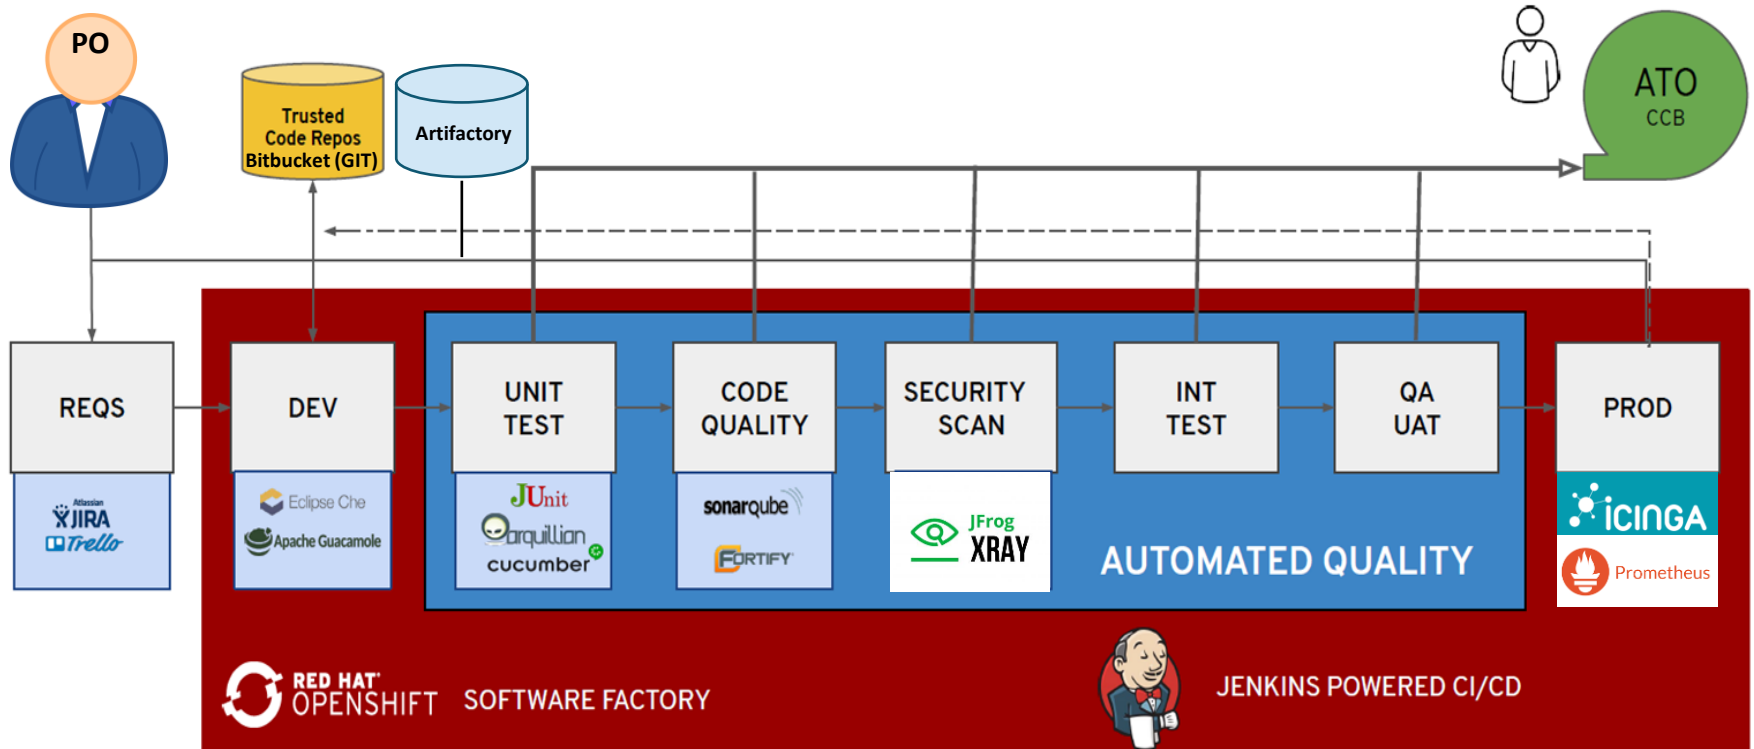 PO
Trusted
Code Repos
Bitbucket (GIT)
Artifactory
ATO
CCB
REQS
DEV
UNIT
TEST
CODE
QUALITY
SECURITY
SCAN
INT
TEST
QA
UAT
PROD
Atlassian
JIRA
Trello
Eclipse Che
Apache Guacamole
JUnit
arquillian
cucumber
sonarqube
FORTIFY
JFrog
XRAY
AUTOMATED QUALITY
icinga
Prometheus
RED HAT
OPENSHIFT
SOFTWARE FACTORY
JENKINS POWERED CI/CD